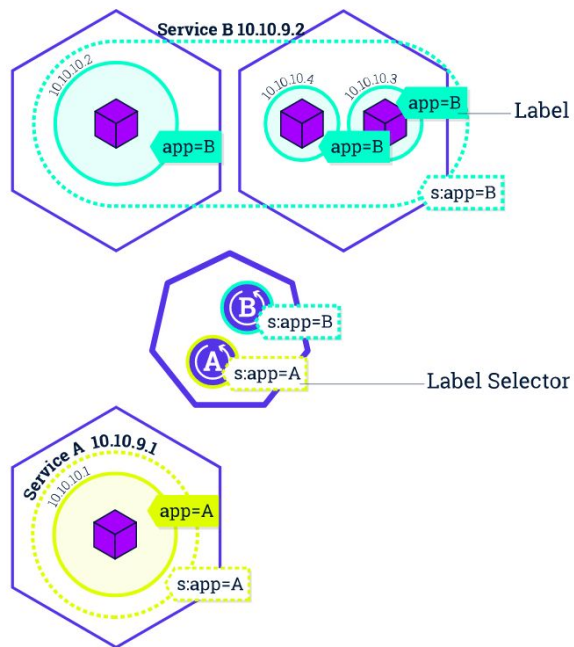 Service B 10.10.9.2
10.10.10.2
10.10.10.4
10.10.10.3
app=B
Label
app=B
app=B
s:app=B
B
s:app=B
A
s:app=A
Label Selector
Service A 10.10.9.1
10.10.10.1
app=A
s:app=A